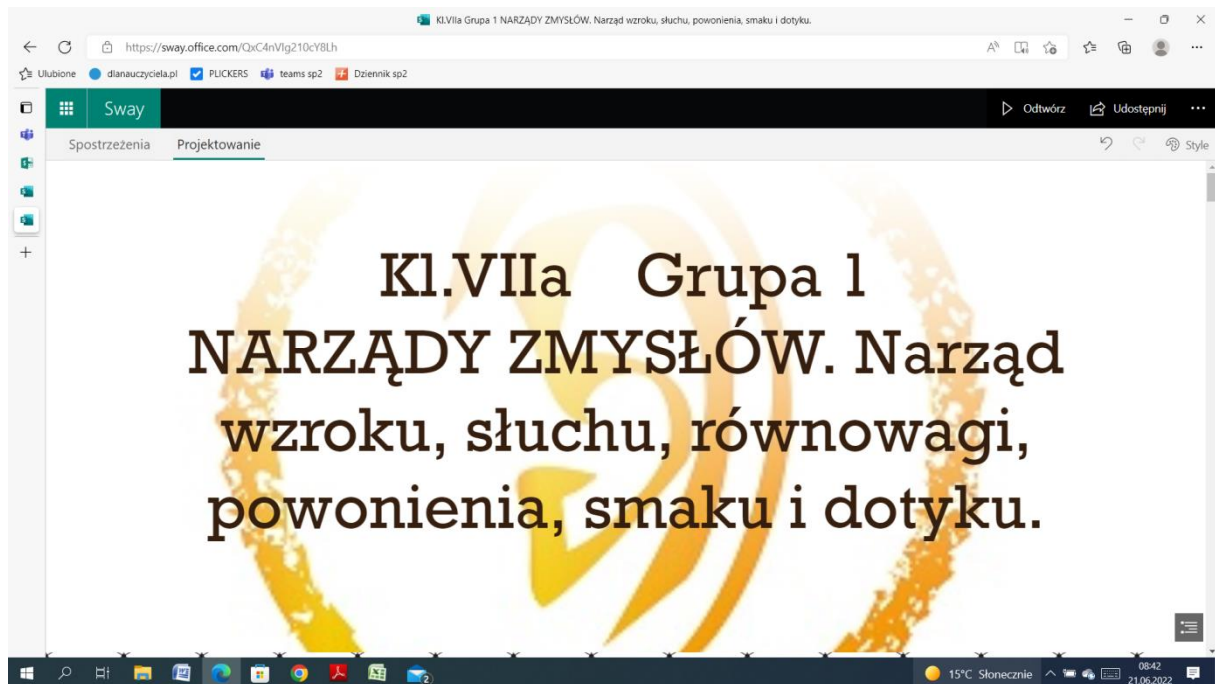 Kl.VIIa Grupa 1 NARZĄDY ZMYSŁÓW. Narząd wzroku, słuchu, powonienia, smaku i dotyku.
https://sway.office.com/QxC4nVIg210cY8Lh
Ulubione dlanauczyciela.pl PLICKERS teams sp2 Dziennik sp2
Sway Odtwórz Udostępnij
Spostrzeżenia Projektowanie Style
Kl.VIIa Grupa 1
NARZĄDY ZMYSŁÓW. Narząd
wzroku, słuchu, równowagi,
powonienia, smaku i dotyku.
15°C Słonecznie
08:42
21.06.2022